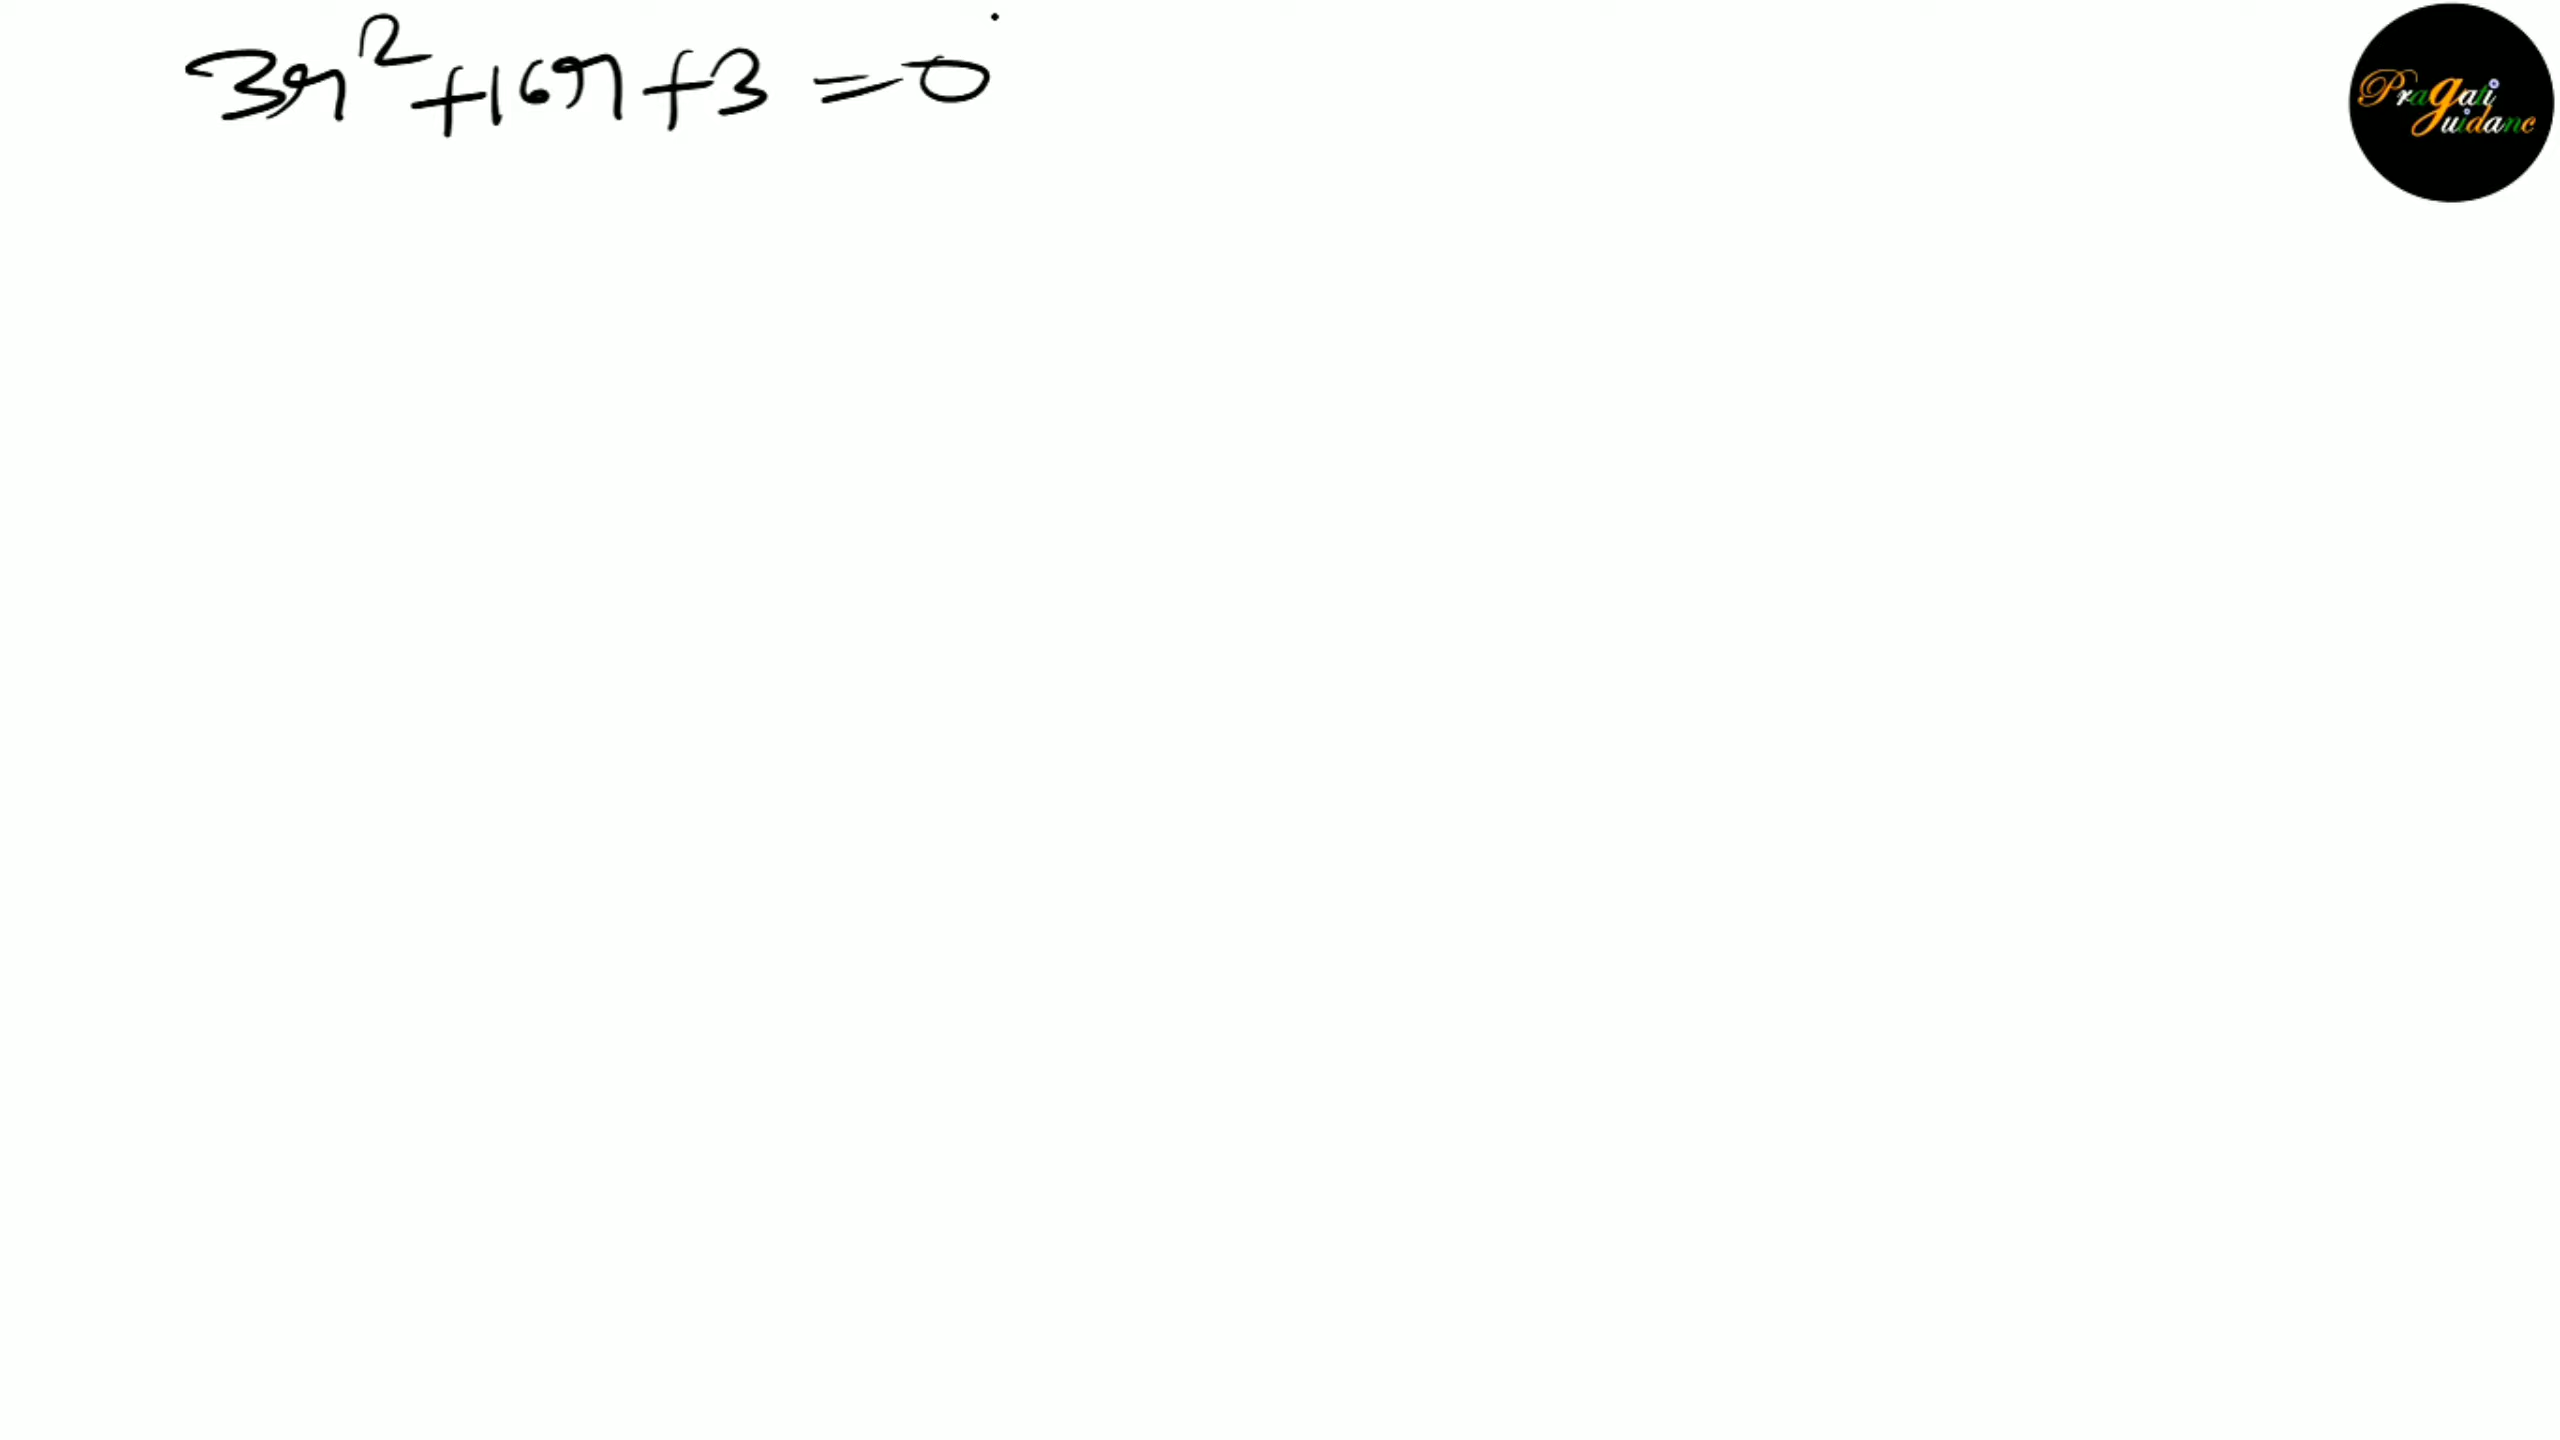 3x² + 16x + 3 = 0
Pragati
Guidanc